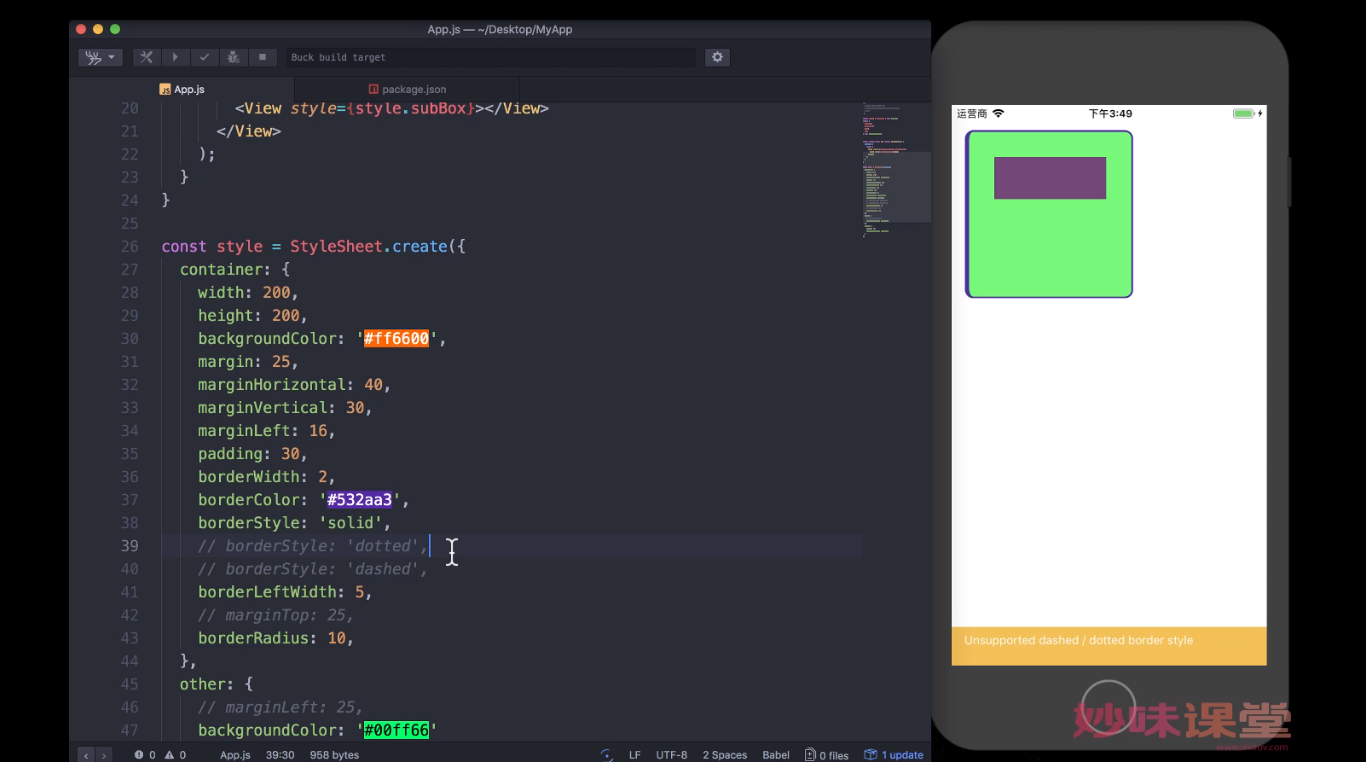 App.js — ~/Desktop/MyApp
Buck build target
App.js
package.json
20 <View style={style.subBox}></View>
21 </View>
22 );
23 }
24 }
25
26 const style = StyleSheet.create({
27 container: {
28 width: 200,
29 height: 200,
30 backgroundColor: '#ff6600',
31 margin: 25,
32 marginHorizontal: 40,
33 marginVertical: 30,
34 marginLeft: 16,
35 padding: 30,
36 borderWidth: 2,
37 borderColor: '#532aa3',
38 borderStyle: 'solid',
39 // borderStyle: 'dotted',
40 // borderStyle: 'dashed',
41 borderLeftWidth: 5,
42 // marginTop: 25,
43 borderRadius: 10,
44 },
45 other: {
46 // marginLeft: 25,
47 backgroundColor: '#00ff66'
0 0 App.js 39:30 958 bytes LF UTF-8 2 Spaces Babel 0 files 1 update
运营商 下午3:49
Unsupported dashed / dotted border style
妙味课堂
www.miaov.com